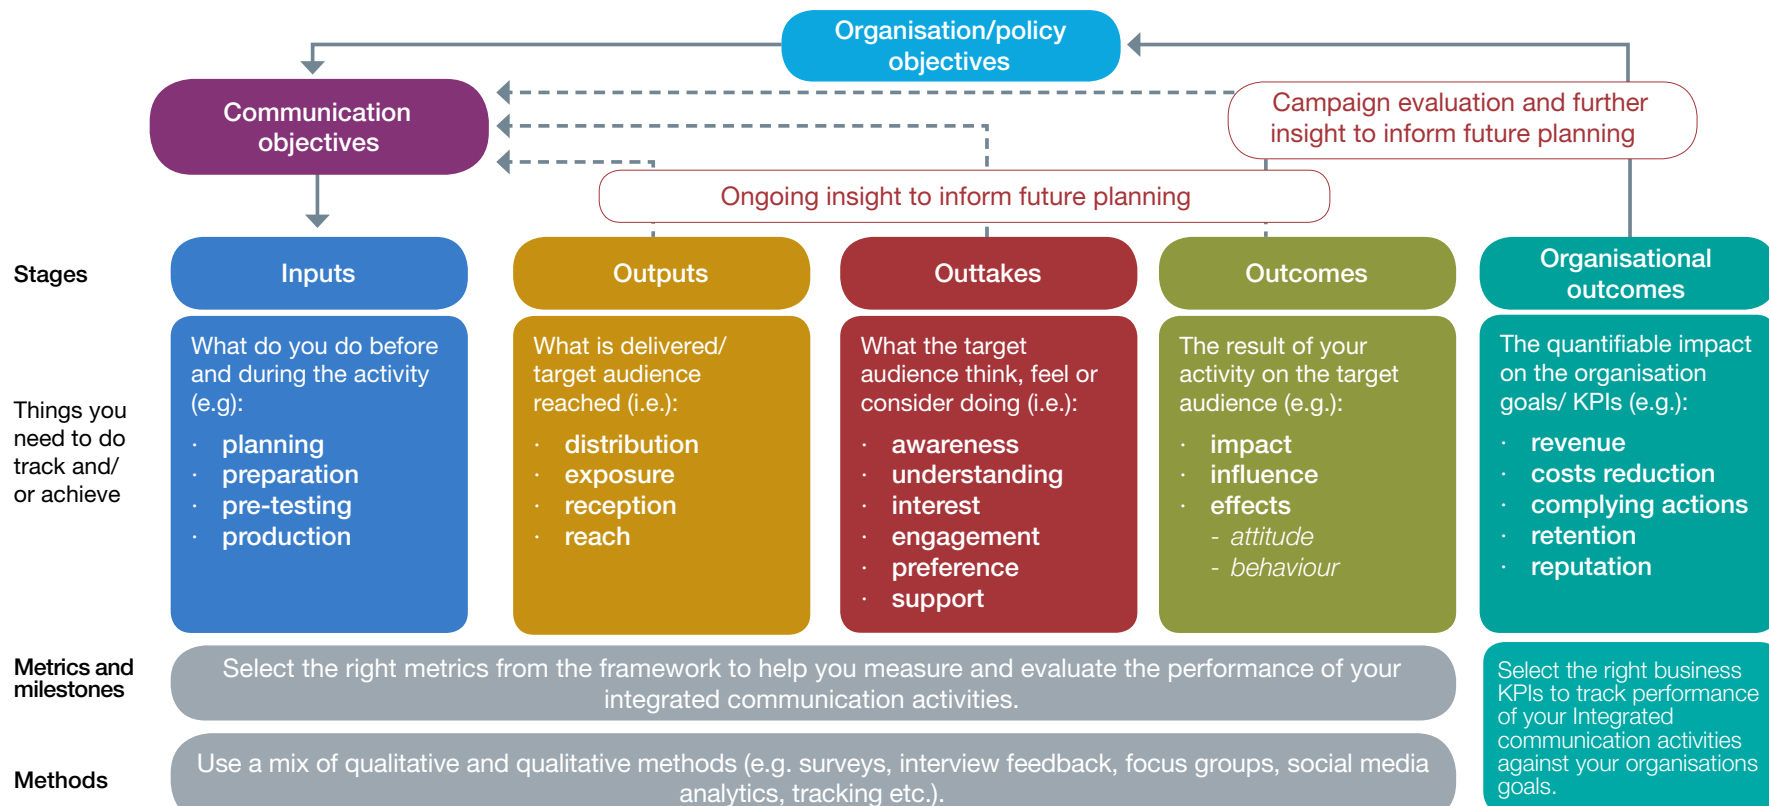 Organisation/policy
objectives
Communication
objectives
Campaign evaluation and further
insight to inform future planning
Ongoing insight to inform future planning
Stages
Inputs
Outputs
Outtakes
Outcomes
Organisational
outcomes
Things you
need to do
track and/
or achieve
What do you do before
and during the activity
(e.g):
· planning
· preparation
· pre-testing
· production
What is delivered/
target audience
reached (i.e.):
· distribution
· exposure
· reception
· reach
What the target
audience think, feel or
consider doing (i.e.):
· awareness
· understanding
· interest
· engagement
· preference
· support
The result of your
activity on the target
audience (e.g.):
· impact
· influence
· effects
- attitude
- behaviour
The quantifiable impact
on the organisation
goals/ KPIs (e.g.):
· revenue
· costs reduction
· complying actions
· retention
· reputation
Metrics and
milestones
Select the right metrics from the framework to help you measure and evaluate the performance of your
integrated communication activities.
Select the right business
KPIs to track performance
of your Integrated
communication activities
against your organisations
goals.
Methods
Use a mix of qualitative and qualitative methods (e.g. surveys, interview feedback, focus groups, social media
analytics, tracking etc.).